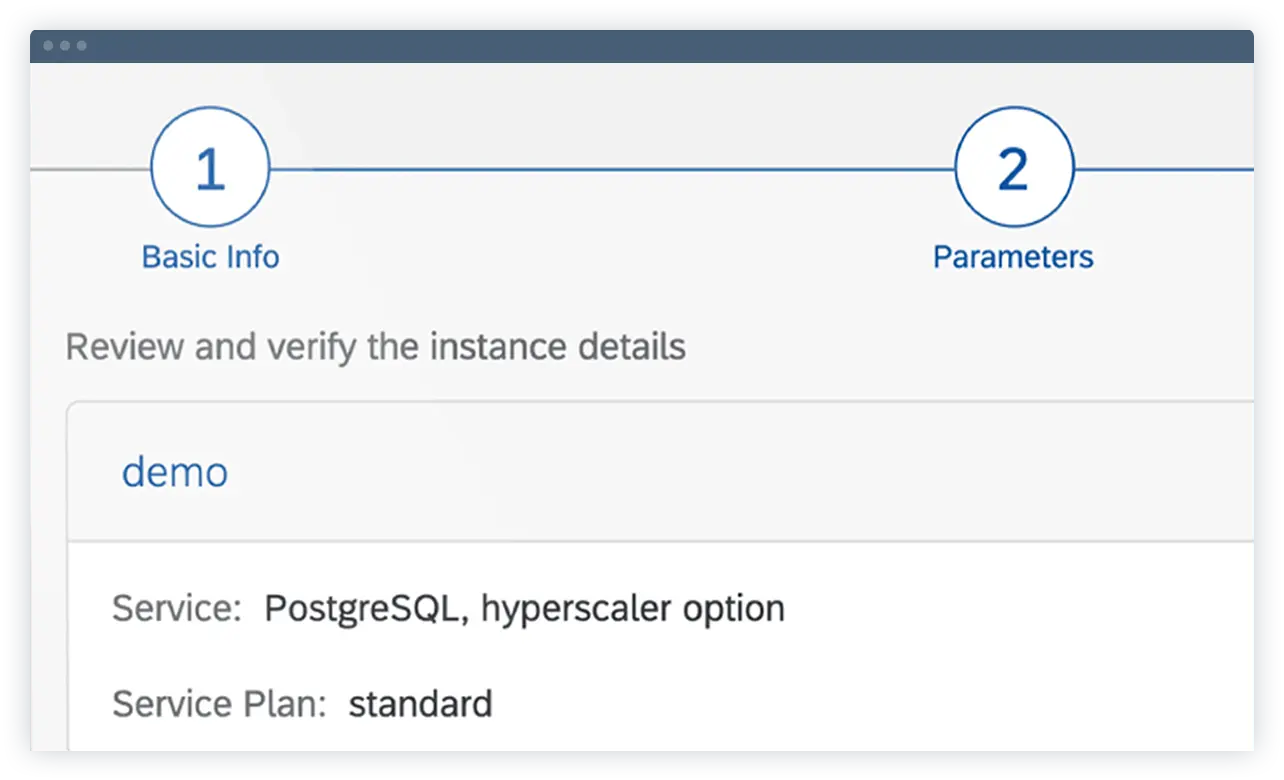 1
2
Basic Info
Parameters
Review and verify the instance details
demo
Service: PostgreSQL, hyperscaler option
Service Plan: standard